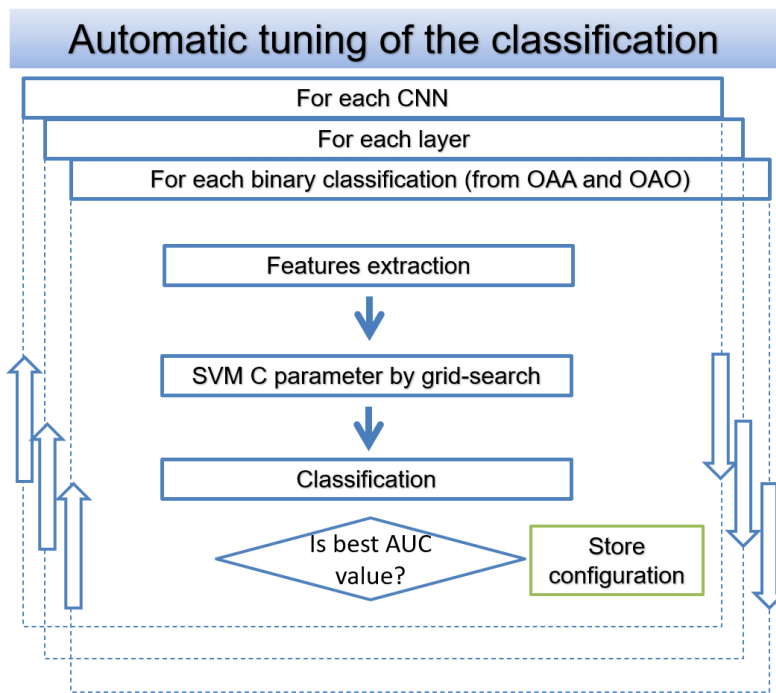 Automatic tuning of the classification
For each CNN
For each layer
For each binary classification (from OAA and OAO)
Features extraction
SVM C parameter by grid-search
Classification
Is best AUC
value?
Store
configuration